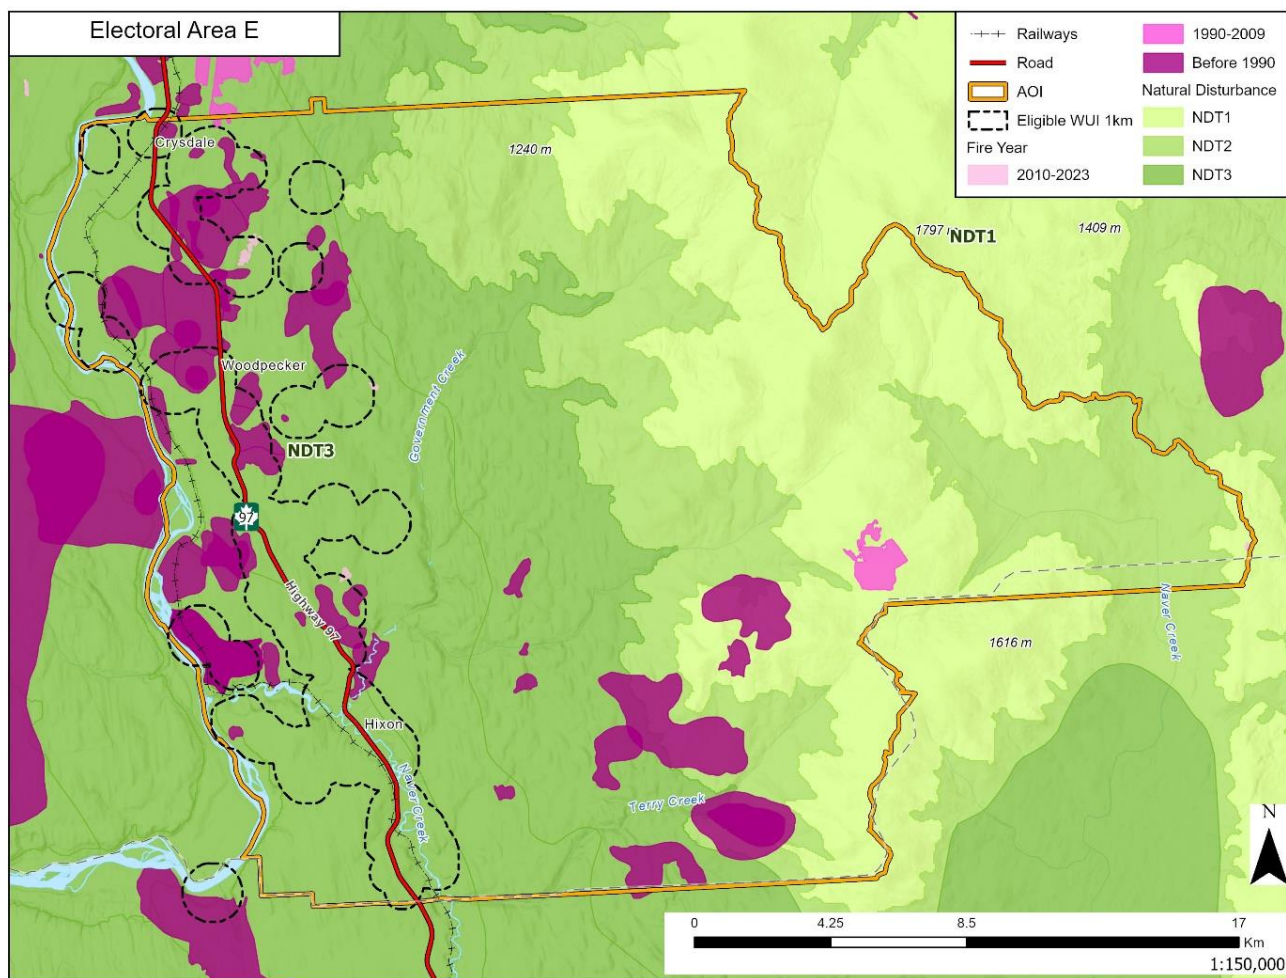 Electoral Area E
Railways
Road
AOI
Eligible WUI 1km
Fire Year
2010-2023
1990-2009
Before 1990
Natural Disturbance
NDT1
NDT2
NDT3
Crysdale
1240 m
1797
NDT1
1409 m
Woodpecker
Government Creek
NDT3
97
Highway 97
Naver Creek
1616 m
Hixon
Naver Creek
Terry Creek
N
0 4.25 8.5 17
Km
1:150,000